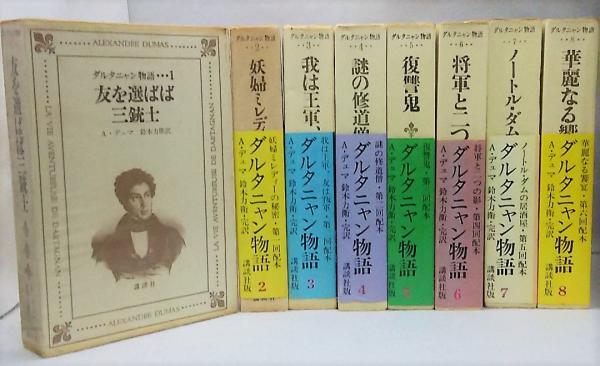 ALEXANDRE DUMAS
ダルタニャン物語・・・1
友を選ばば
三銃士
A・デュマ 鈴木力衛訳
講談社
ALEXANDRE DUMAS
友を選ばば三銃士
ダルタニャン物語
・・2・・
妖婦ミレデ
妖婦ミレディーの秘密・第一回配本
ダルタニャン物語
A・デュマ 鈴木力衛・完訳
講談社版
2
ダルタニャン物語
・・3・・
我は王軍、
我は王軍、友は叛軍・第二回配本
ダルタニャン物語
A・デュマ 鈴木力衛・完訳
講談社版
3
ダルタニャン物語
・・4・・
謎の修道僧
謎の修道僧・第二回配本
ダルタニャン物語
A・デュマ 鈴木力衛・完訳
講談社版
4
ダルタニャン物語
・・5・・
復讐鬼
復讐鬼・第三回配本
ダルタニャン物語
A・デュマ 鈴木力衛・完訳
講談社版
5
ダルタニャン物語
・・6・・
将軍と二つ
将軍と二つの影・第四回配本
ダルタニャン物語
A・デュマ 鈴木力衛・完訳
講談社版
6
ダルタニャン物語
・・7・・
ノートル・ダム
ノートル・ダムの居酒屋・第五回配本
ダルタニャン物語
A・デュマ 鈴木力衛・完訳
講談社版
7
ダルタニャン物語
・・8・・
華麗なる饗
華麗なる饗宴・第六回配本
ダルタニャン物語
A・デュマ 鈴木力衛・完訳
講談社版
8